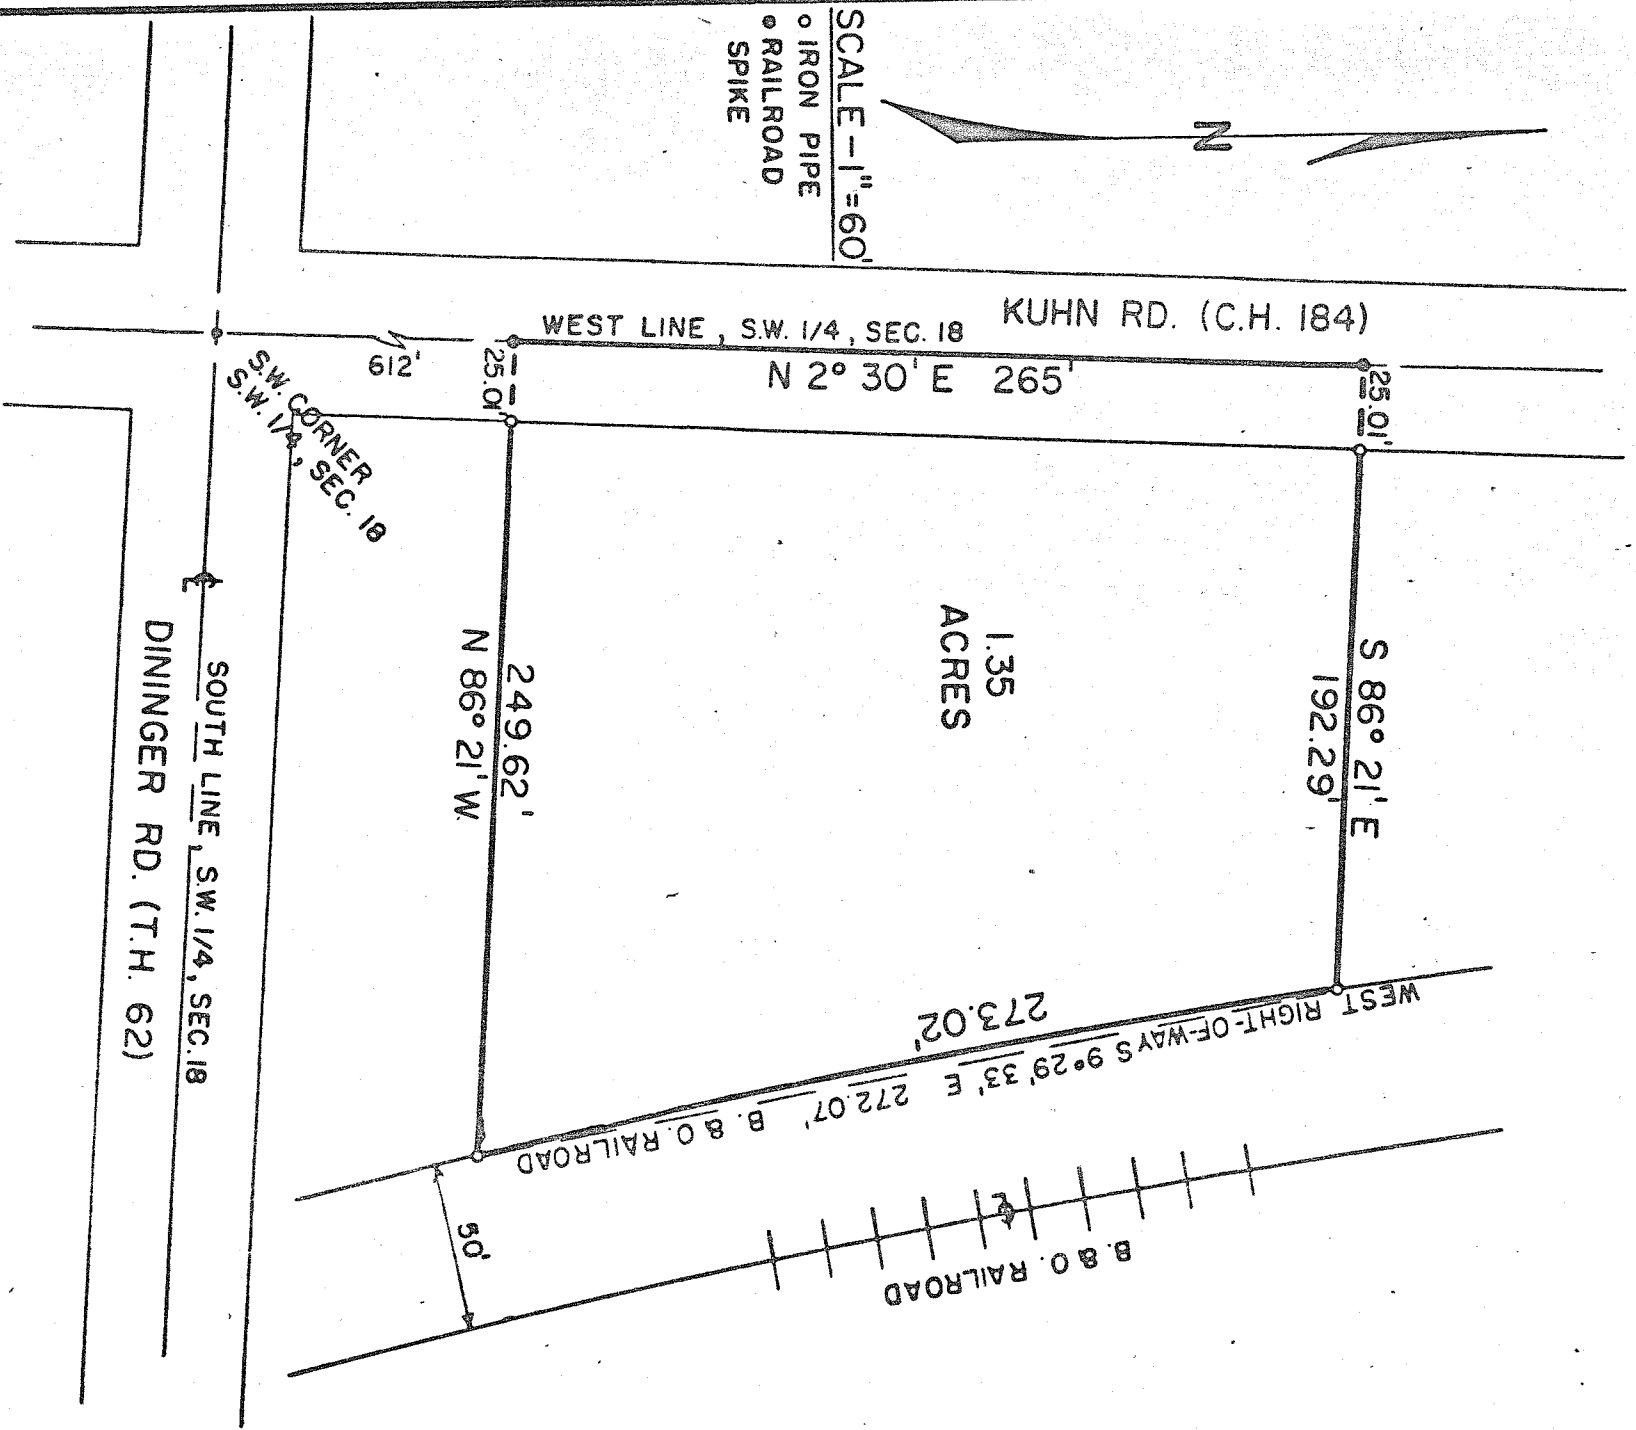 SCALE-1"=60'
∘ IRON PIPE
• RAILROAD
SPIKE
N
KUHN RD. (C.H. 184)
WEST LINE, S.W. 1/4, SEC. 18
N 2° 30' E 265'
612'
25.01'
25.01'
S.W. CORNER
S.W. 1/4, SEC. 18
S 86° 21' E
192.29'
1.35
ACRES
249.62'
N 86° 21' W
273.02'
WEST RIGHT-OF-WAY S 9° 29' 33' E 272.07' B. & O. RAILROAD
50'
℄
B. & O. RAILROAD
℄
SOUTH LINE, S.W. 1/4, SEC. 18
DININGER RD. (T.H. 62)